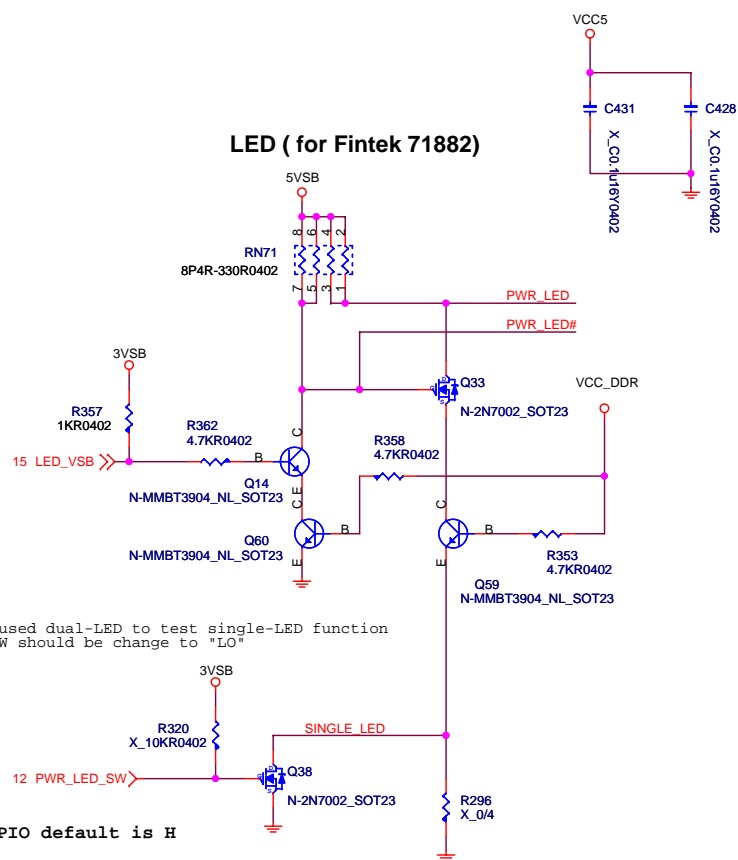 VCC5
C431
C428
X_C0.1u16Y0402
X_C0.1u16Y0402
LED ( for Fintek 71882)
5VSB
8
6
4
2
RN71
8P4R-330R0402
7
5
3
1
PWR_LED
PWR_LED#
3VSB
Q33
VCC_DDR
N-2N7002_SOT23
D
G
S
R357
1KR0402
R362
4.7KR0402
R358
4.7KR0402
15 LED_VSB
B
C
E
Q14
N-MMBT3904_NL_SOT23
C
B
E
Q60
N-MMBT3904_NL_SOT23
C
B
E
R353
4.7KR0402
Q59
N-MMBT3904_NL_SOT23
used dual-LED to test single-LED function
W should be change to "LO"
3VSB
R320
X_10KR0402
SINGLE_LED
12 PWR_LED_SW
Q38
D
G
S
N-2N7002_SOT23
R296
X_0/4
PIO default is H